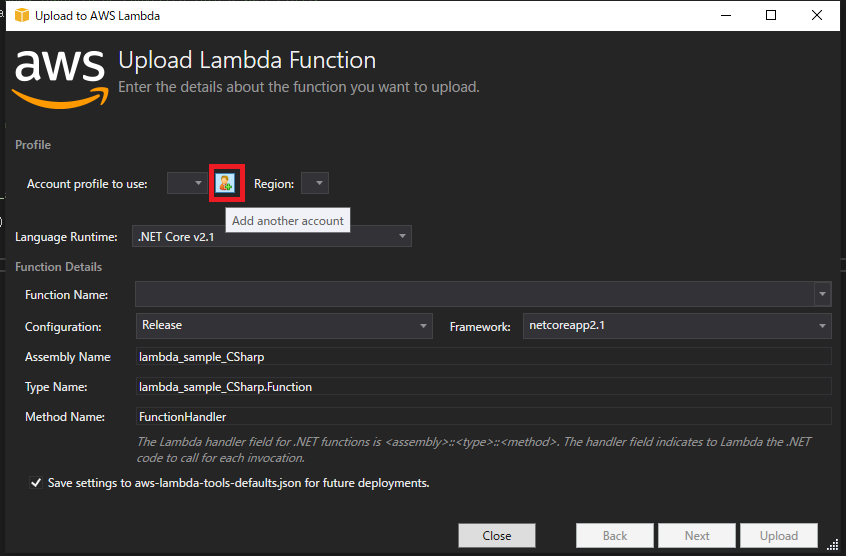 Upload to AWS Lambda
aws
Upload Lambda Function
Enter the details about the function you want to upload.
Profile
Account profile to use:
Region:
Add another account
Language Runtime: .NET Core v2.1
Function Details
Function Name:
Configuration: Release Framework: netcoreapp2.1
Assembly Name lambda_sample_CSharp
Type Name: lambda_sample_CSharp.Function
Method Name: FunctionHandler
The Lambda handler field for .NET functions is <assembly>::<type>::<method>. The handler field indicates to Lambda the .NET
code to call for each invocation.
Save settings to aws-lambda-tools-defaults.json for future deployments.
Close Back Next Upload